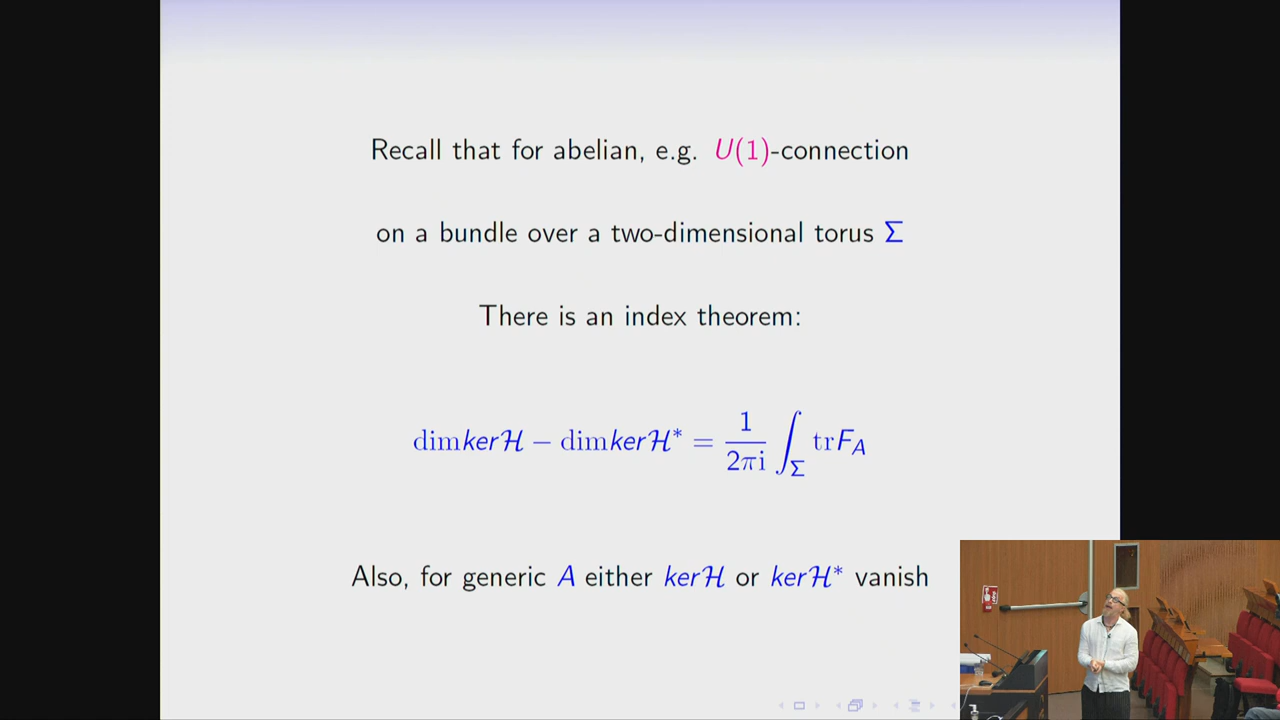 Recall that for abelian, e.g. U(1)-connection
on a bundle over a two-dimensional torus Σ
There is an index theorem:
dimkerℋ − dimkerℋ* = 1/2πi ∫_Σ trF_A
Also, for generic A either kerℋ or kerℋ* vanish